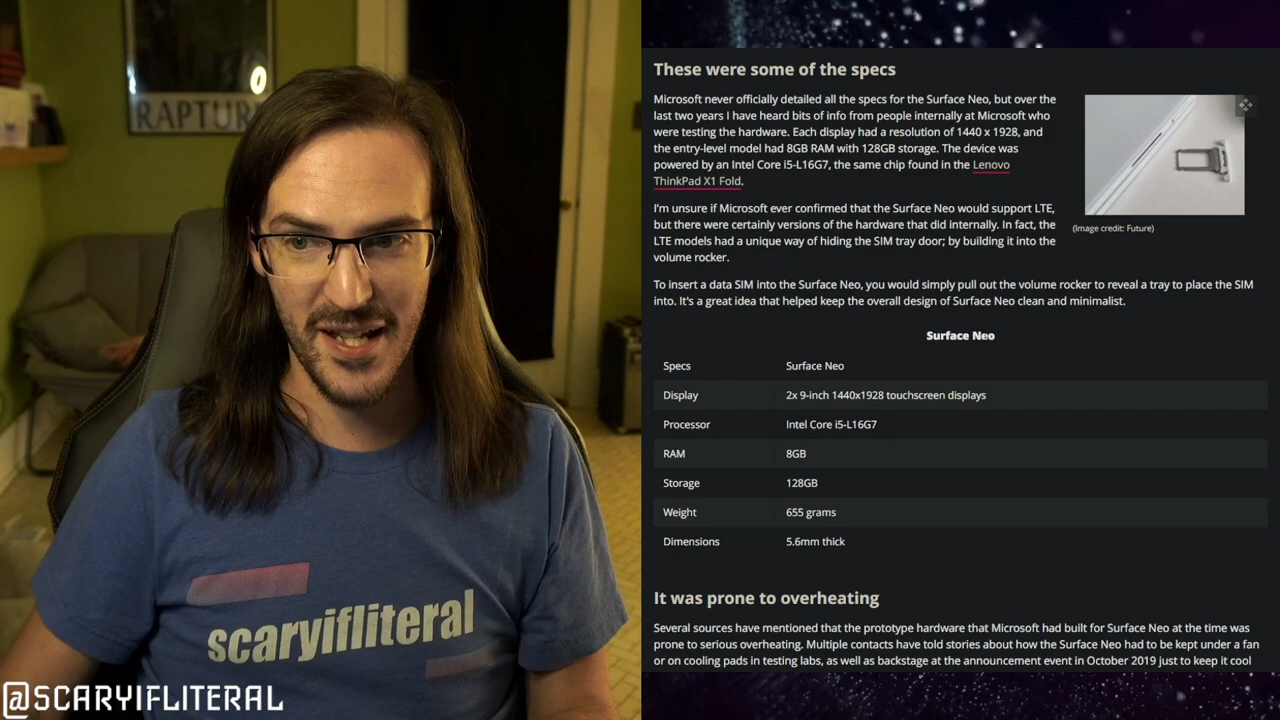 RAPTUR
scaryifliteral
@SCARYIFLITERAL
These were some of the specs
Microsoft never officially detailed all the specs for the Surface Neo, but over the
last two years I have heard bits of info from people internally at Microsoft who
were testing the hardware. Each display had a resolution of 1440 x 1928, and
the entry-level model had 8GB RAM with 128GB storage. The device was
powered by an Intel Core i5-L16G7, the same chip found in the Lenovo
ThinkPad X1 Fold.
I'm unsure if Microsoft ever confirmed that the Surface Neo would support LTE,
but there were certainly versions of the hardware that did internally. In fact, the
LTE models had a unique way of hiding the SIM tray door; by building it into the
volume rocker.
(Image credit: Future)
To insert a data SIM into the Surface Neo, you would simply pull out the volume rocker to reveal a tray to place the SIM
into. It's a great idea that helped keep the overall design of Surface Neo clean and minimalist.
Surface Neo
Specs Surface Neo
Display 2x 9-inch 1440x1928 touchscreen displays
Processor Intel Core i5-L16G7
RAM 8GB
Storage 128GB
Weight 655 grams
Dimensions 5.6mm thick
It was prone to overheating
Several sources have mentioned that the prototype hardware that Microsoft had built for Surface Neo at the time was
prone to serious overheating. Multiple contacts have told stories about how the Surface Neo had to be kept under a fan
or on cooling pads in testing labs, as well as backstage at the announcement event in October 2019 just to keep it cool